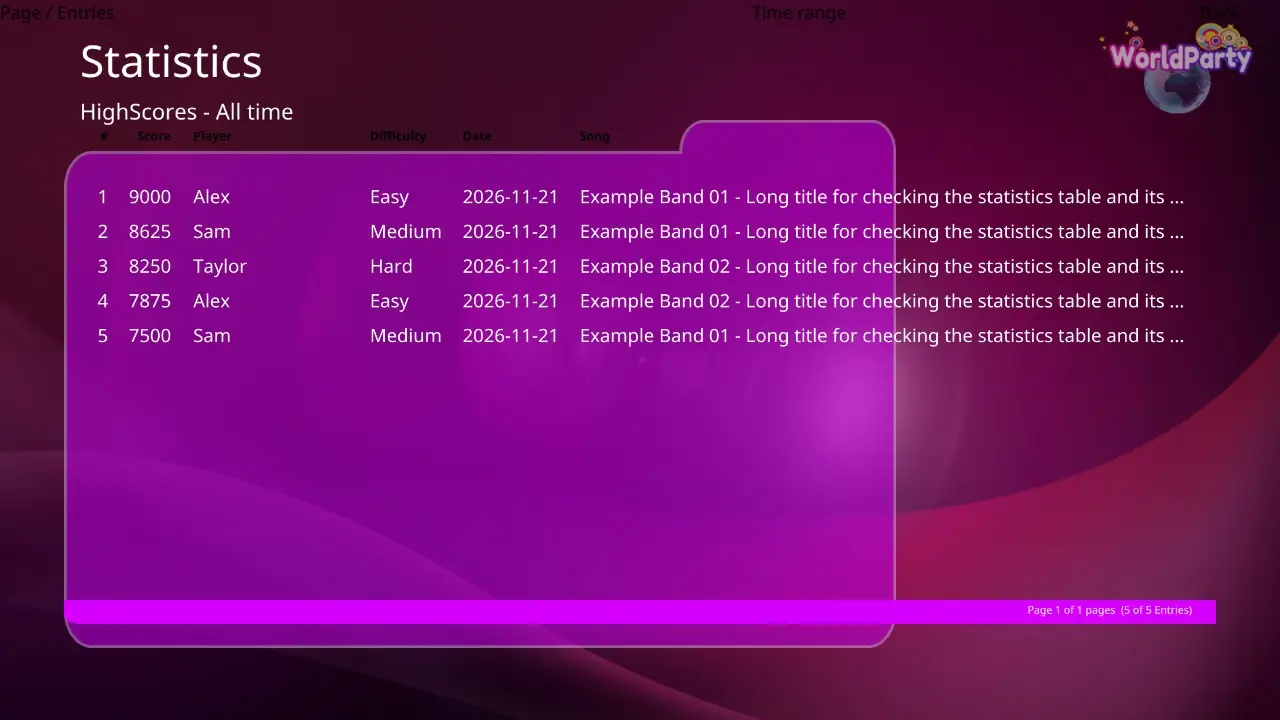 Page / Entries Time range Back
WorldParty
Statistics
HighScores - All time
# Score Player Difficulty Date Song
1 9000 Alex Easy 2026-11-21 Example Band 01 - Long title for checking the statistics table and its ...
2 8625 Sam Medium 2026-11-21 Example Band 01 - Long title for checking the statistics table and its ...
3 8250 Taylor Hard 2026-11-21 Example Band 02 - Long title for checking the statistics table and its ...
4 7875 Alex Easy 2026-11-21 Example Band 02 - Long title for checking the statistics table and its ...
5 7500 Sam Medium 2026-11-21 Example Band 01 - Long title for checking the statistics table and its ...
Page 1 of 1 pages (5 of 5 Entries)